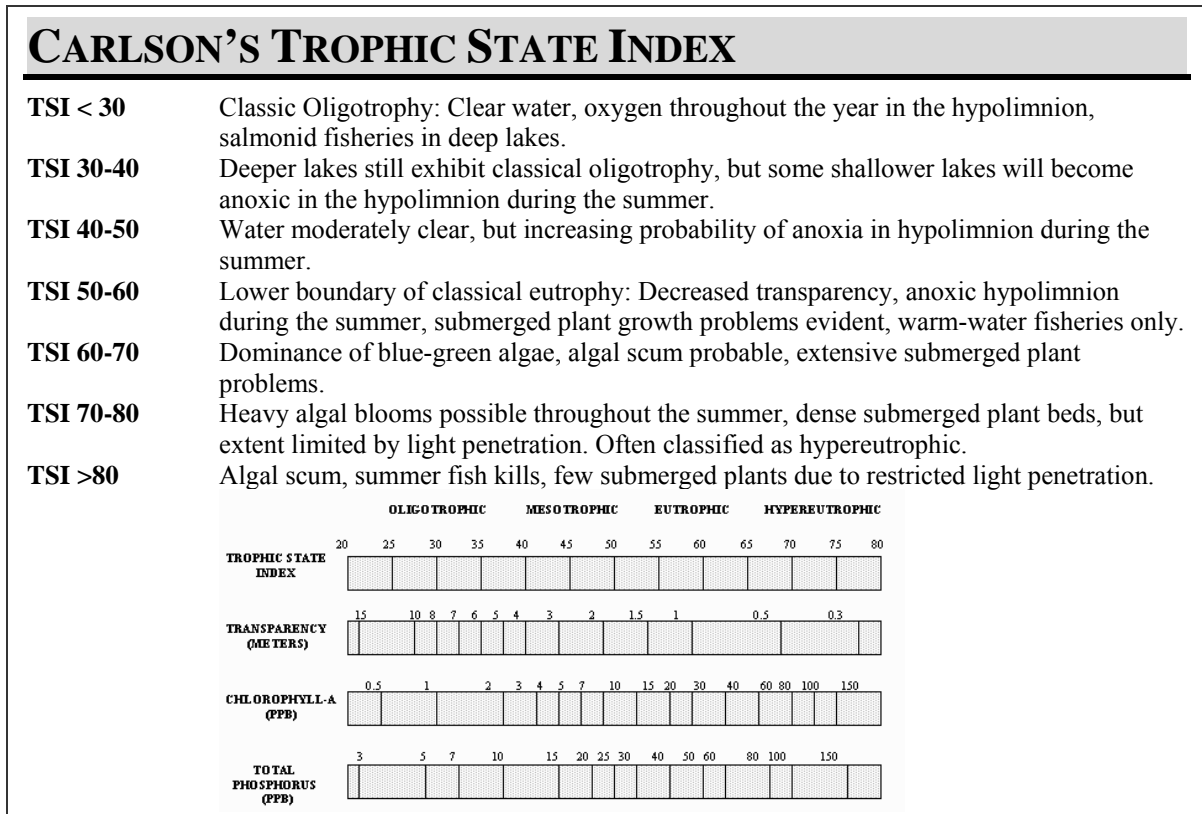 CARLSON'S TROPHIC STATE INDEX
TSI < 30 Classic Oligotrophy: Clear water, oxygen throughout the year in the hypolimnion,
salmonid fisheries in deep lakes.
TSI 30-40 Deeper lakes still exhibit classical oligotrophy, but some shallower lakes will become
anoxic in the hypolimnion during the summer.
TSI 40-50 Water moderately clear, but increasing probability of anoxia in hypolimnion during the
summer.
TSI 50-60 Lower boundary of classical eutrophy: Decreased transparency, anoxic hypolimnion
during the summer, submerged plant growth problems evident, warm-water fisheries only.
TSI 60-70 Dominance of blue-green algae, algal scum probable, extensive submerged plant
problems.
TSI 70-80 Heavy algal blooms possible throughout the summer, dense submerged plant beds, but
extent limited by light penetration. Often classified as hypereutrophic.
TSI >80 Algal scum, summer fish kills, few submerged plants due to restricted light penetration.
OLIGOTROPHIC MESOTROPHIC EUTROPHIC HYPEREUTROPHIC
20 25 30 35 40 45 50 55 60 65 70 75 80
TROPHIC STATE
INDEX
15 10 8 7 6 5 4 3 2 1.5 1 0.5 0.3
TRANSPARENCY
(METERS)
0.5 1 2 3 4 5 7 10 15 20 30 40 60 80 100 150
CHLOROPHYLL-A
(PPB)
3 5 7 10 15 20 25 30 40 50 60 80 100 150
TOTAL
PHOSPHORUS
(PPB)